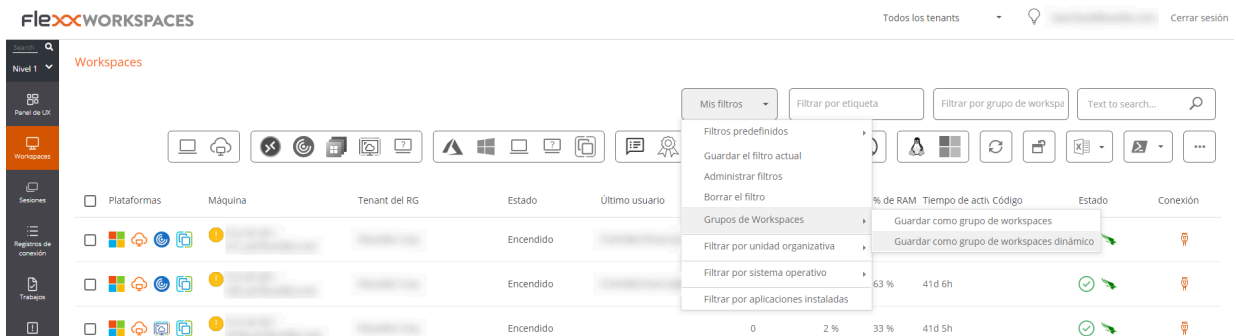 FlexxWORKSPACES
Todos los tenants
Cerrar sesión
Search
Nivel 1
Workspaces
Panel de UX
Workspaces
Sesiones
Registros de conexión
Trabajos
Mis filtros
Filtrar por etiqueta
Filtrar por grupo de workspa
Text to search...
Filtros predefinidos
Guardar el filtro actual
Administrar filtros
Borrar el filtro
Grupos de Workspaces
Filtrar por unidad organizativa
Filtrar por sistema operativo
Filtrar por aplicaciones instaladas
Guardar como grupo de workspaces
Guardar como grupo de workspaces dinámico
Plataformas Máquina Tenant del RG Estado Último usuario % de RAM Tiempo de activ Código Estado Conexión
Encendido
Encendido 63 % 41d 6h
Encendido 0 2 % 33 % 41d 5h